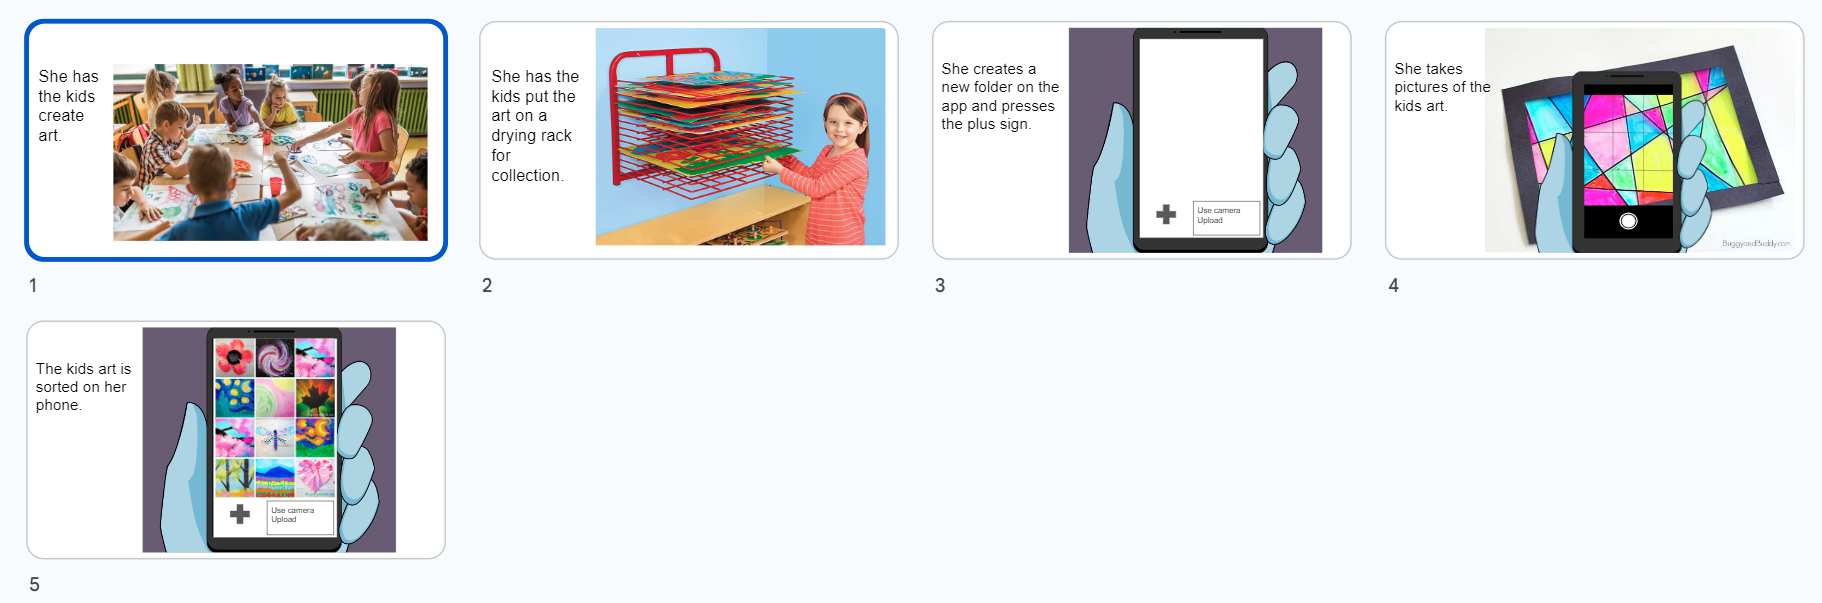 She has
the kids
create
art.
1
She has the
kids put the
art on a
drying rack
for
collection.
2
She creates a
new folder on the
app and presses
the plus sign.
Use camera
Upload
3
She takes
pictures of the
kids art.
BuggyandBuddy.com
4
The kids art is
sorted on her
phone.
Use camera
Upload
5